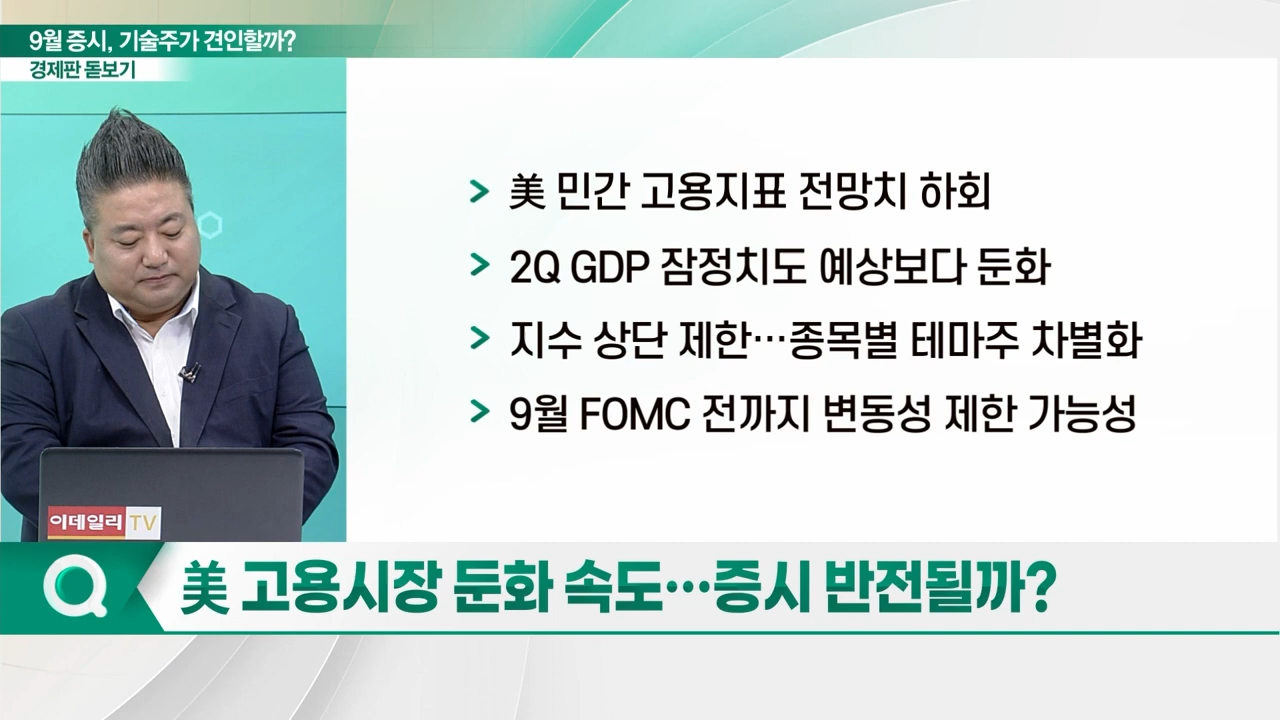 9월 증시, 기술주가 견인할까?
경제판 돋보기
> 美 민간 고용지표 전망치 하회
> 2Q GDP 잠정치도 예상보다 둔화
> 지수 상단 제한…종목별 테마주 차별화
> 9월 FOMC 전까지 변동성 제한 가능성
이데일리 TV
美 고용시장 둔화 속도…증시 반전될까?